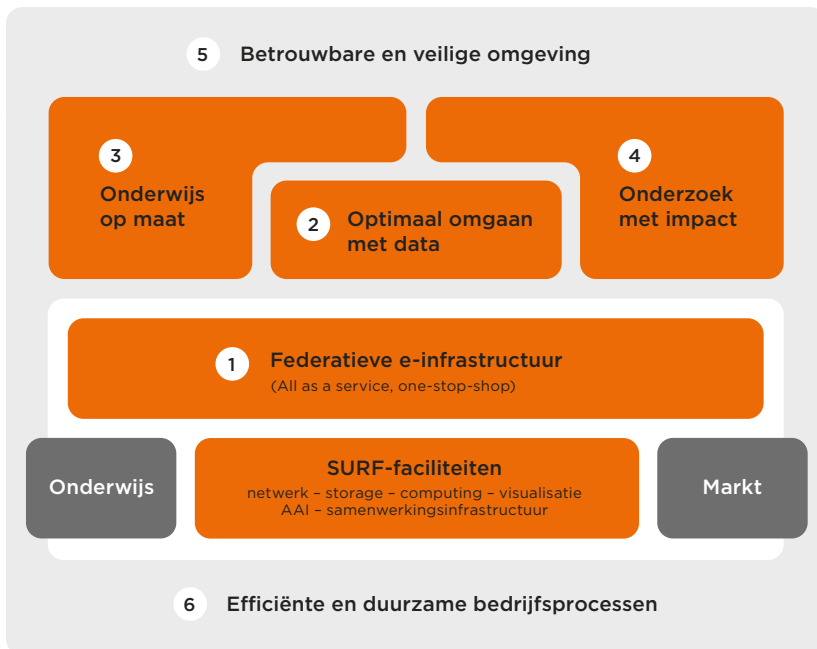 5 Betrouwbare en veilige omgeving
3
Onderwijs
op maat
4
Onderzoek
met impact
2 Optimaal omgaan
met data
1 Federatieve e-infrastructuur
(All as a service, one-stop-shop)
Onderwijs
SURF-faciliteiten
netwerk – storage – computing – visualisatie
AAI – samenwerkingsinfrastructuur
Markt
6 Efficiënte en duurzame bedrijfsprocessen